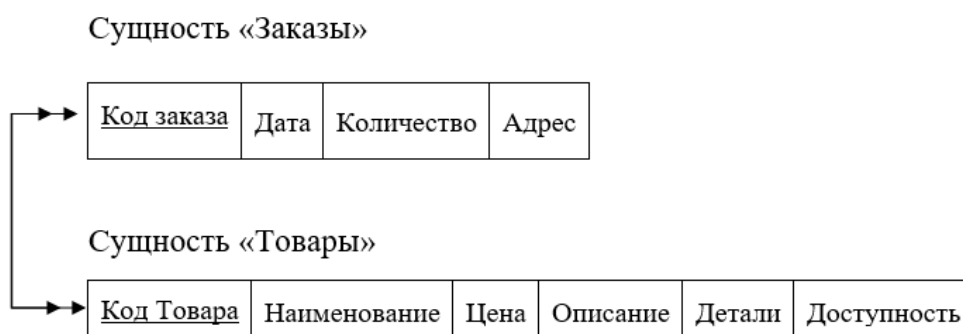 Сущность «Заказы»
Код заказа Дата Количество Адрес
Сущность «Товары»
Код Товара Наименование Цена Описание Детали Доступность